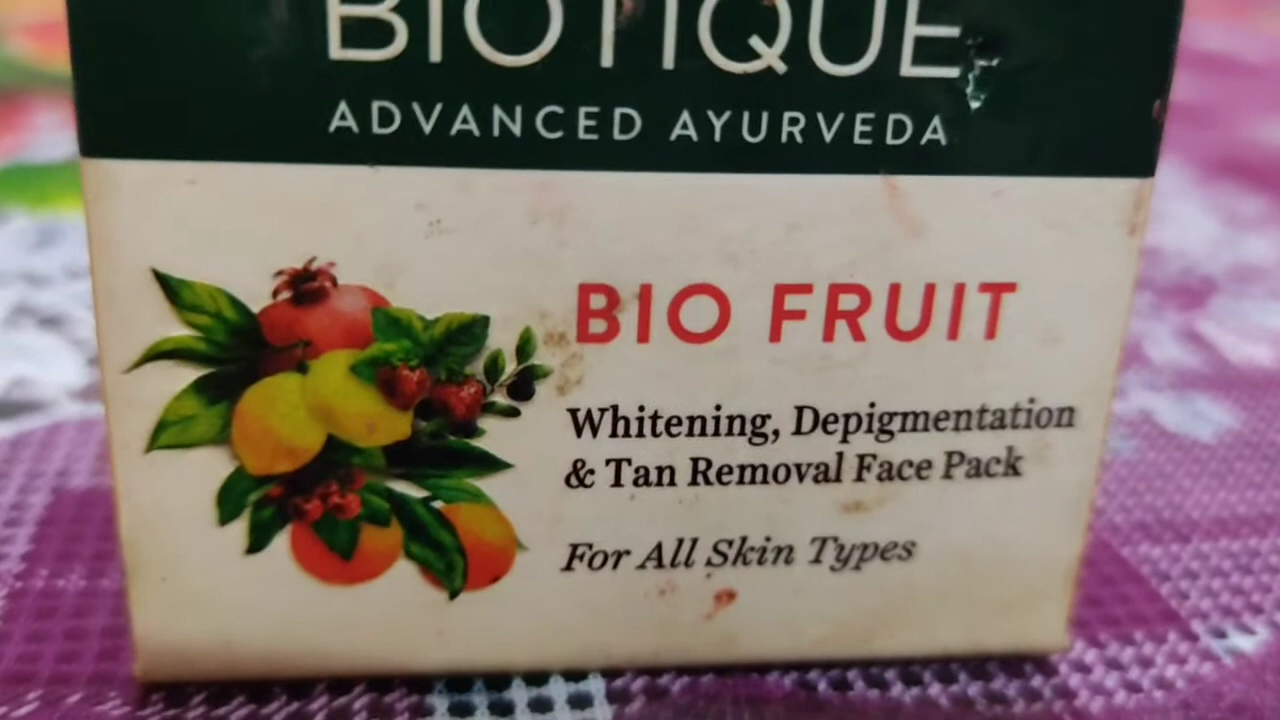 BIOTIQUE
ADVANCED AYURVEDA
BIO FRUIT
Whitening, Depigmentation
& Tan Removal Face Pack
For All Skin Types